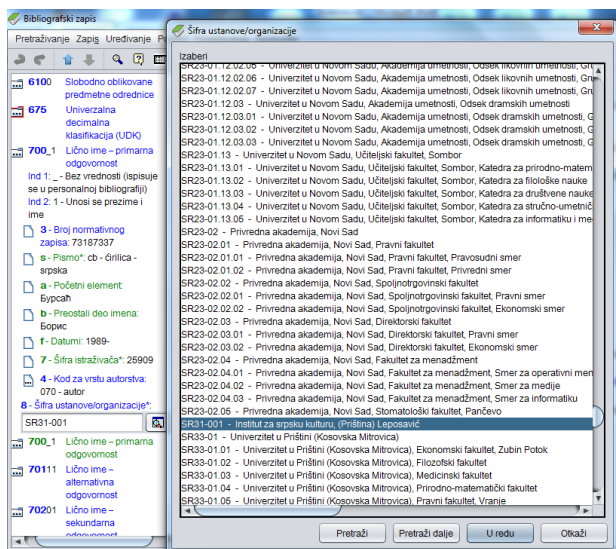 Bibliografski zapis
Pretraživanje Zapis Uređivanje Po
6100 Slobodno oblikovane
predmetne odrednice
675 Univerzalna
decimalna
klasifikacija (UDK)
700_1 Lično ime – primarna
odgovornost
Ind 1: _ - Bez vrednosti (ispisuje
se u personalnoj bibliografiji)
Ind 2: 1 - Unosi se prezime i
ime
3 - Broj normativnog
zapisa: 73187337
s - Pismo*: cb - ćirilica -
srpska
a - Početni element:
Бурсаћ
b - Preostali deo imena:
Борис
f - Datumi: 1989-
7 - Šifra istraživača*: 25909
4 - Kod za vrstu autorstva:
070 - autor
8 - Šifra ustanove/organizacije*:
SR31-001
700_1 Lično ime – primarna
odgovornost
70111 Lično ime –
alternativna
odgovornost
70201 Lično ime –
sekundarna
odgovornost
Šifra ustanove/organizacije
Izaberi
SR23-01.12.02.05 - Univerzitet u Novom Sadu, Akademija umetnosti, Odsek likovnih umetnosti, Gru
SR23-01.12.02.06 - Univerzitet u Novom Sadu, Akademija umetnosti, Odsek likovnih umetnosti, Gru
SR23-01.12.02.07 - Univerzitet u Novom Sadu, Akademija umetnosti, Odsek likovnih umetnosti, Gru
SR23-01.12.03 - Univerzitet u Novom Sadu, Akademija umetnosti, Odsek dramskih umetnosti
SR23-01.12.03.01 - Univerzitet u Novom Sadu, Akademija umetnosti, Odsek dramskih umetnosti, G
SR23-01.12.03.02 - Univerzitet u Novom Sadu, Akademija umetnosti, Odsek dramskih umetnosti, G
SR23-01.12.03.03 - Univerzitet u Novom Sadu, Akademija umetnosti, Odsek dramskih umetnosti, G
SR23-01.13 - Univerzitet u Novom Sadu, Učiteljski fakultet, Sombor
SR23-01.13.01 - Univerzitet u Novom Sadu, Učiteljski fakultet, Sombor, Katedra za prirodno-matem
SR23-01.13.02 - Univerzitet u Novom Sadu, Učiteljski fakultet, Sombor, Katedra za filološke nauke
SR23-01.13.03 - Univerzitet u Novom Sadu, Učiteljski fakultet, Sombor, Katedra za društvene nauke
SR23-01.13.04 - Univerzitet u Novom Sadu, Učiteljski fakultet, Sombor, Katedra za stručno-umetnič
SR23-01.13.05 - Univerzitet u Novom Sadu, Učiteljski fakultet, Sombor, Katedra za informatiku i med
SR23-02 - Privredna akademija, Novi Sad
SR23-02.01 - Privredna akademija, Novi Sad, Pravni fakultet
SR23-02.01.01 - Privredna akademija, Novi Sad, Pravni fakultet, Pravosudni smer
SR23-02.01.02 - Privredna akademija, Novi Sad, Pravni fakultet, Privredni smer
SR23-02.02 - Privredna akademija, Novi Sad, Spoljnotrgovinski fakultet
SR23-02.02.01 - Privredna akademija, Novi Sad, Spoljnotrgovinski fakultet, Pravni smer
SR23-02.02.02 - Privredna akademija, Novi Sad, Spoljnotrgovinski fakultet, Ekonomski smer
SR23-02.03 - Privredna akademija, Novi Sad, Direktorski fakultet
SR23-02.03.01 - Privredna akademija, Novi Sad, Direktorski fakultet, Pravni smer
SR23-02.03.02 - Privredna akademija, Novi Sad, Direktorski fakultet, Ekonomski smer
SR23-02.04 - Privredna akademija, Novi Sad, Fakultet za menadžment
SR23-02.04.01 - Privredna akademija, Novi Sad, Fakultet za menadžment, Smer za operativni men
SR23-02.04.02 - Privredna akademija, Novi Sad, Fakultet za menadžment, Smer za medije
SR23-02.04.03 - Privredna akademija, Novi Sad, Fakultet za menadžment, Smer za informatiku
SR23-02.05 - Privredna akademija, Novi Sad, Stomatološki fakultet, Pančevo
SR31-001 - Institut za srpsku kulturu, (Priština) Leposavić
SR33-01 - Univerzitet u Prištini (Kosovska Mitrovica)
SR33-01.01 - Univerzitet u Prištini (Kosovska Mitrovica), Ekonomski fakultet, Zubin Potok
SR33-01.02 - Univerzitet u Prištini (Kosovska Mitrovica), Filozofski fakultet
SR33-01.03 - Univerzitet u Prištini (Kosovska Mitrovica), Medicinski fakultet
SR33-01.04 - Univerzitet u Prištini (Kosovska Mitrovica), Prirodno-matematički fakultet
SR33-01.05 - Univerzitet u Prištini (Kosovska Mitrovica), Pravni fakultet, Vranje
Pretraži Pretraži dalje U redu Otkaži